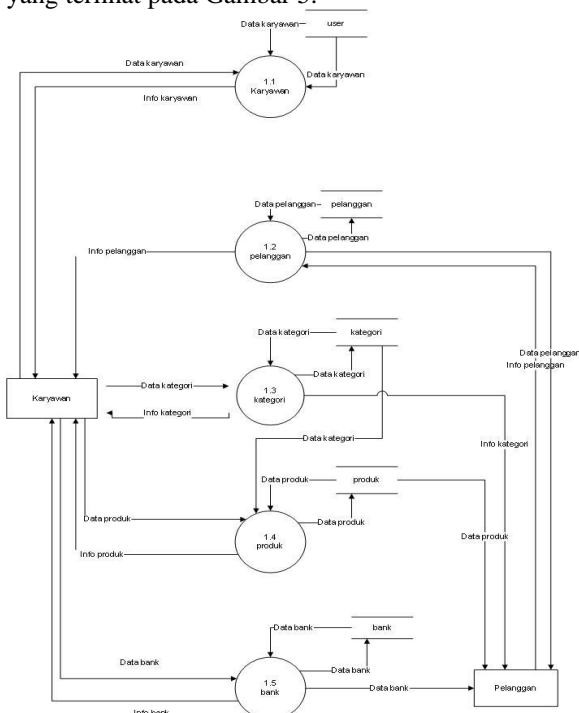 yang terlihat pada Gambar 3.
Data karyawan
user
Data karyawan
Data karyawan
1.1
Karyawan
Info karyawan
Data pelanggan
pelanggan
Data pelanggan
1.2
pelanggan
Info pelanggan
Data kategori
kategori
Data pelanggan
Info pelanggan
Data kategori
Karyawan
Data kategori
1.3
kategori
Info kategori
Data kategori
Info kategori
Data produk
produk
Data produk
Data produk
1.4
produk
Data produk
Info produk
Data bank
bank
Data bank
Data bank
1.5
bank
Data bank
Pelanggan
Info bank